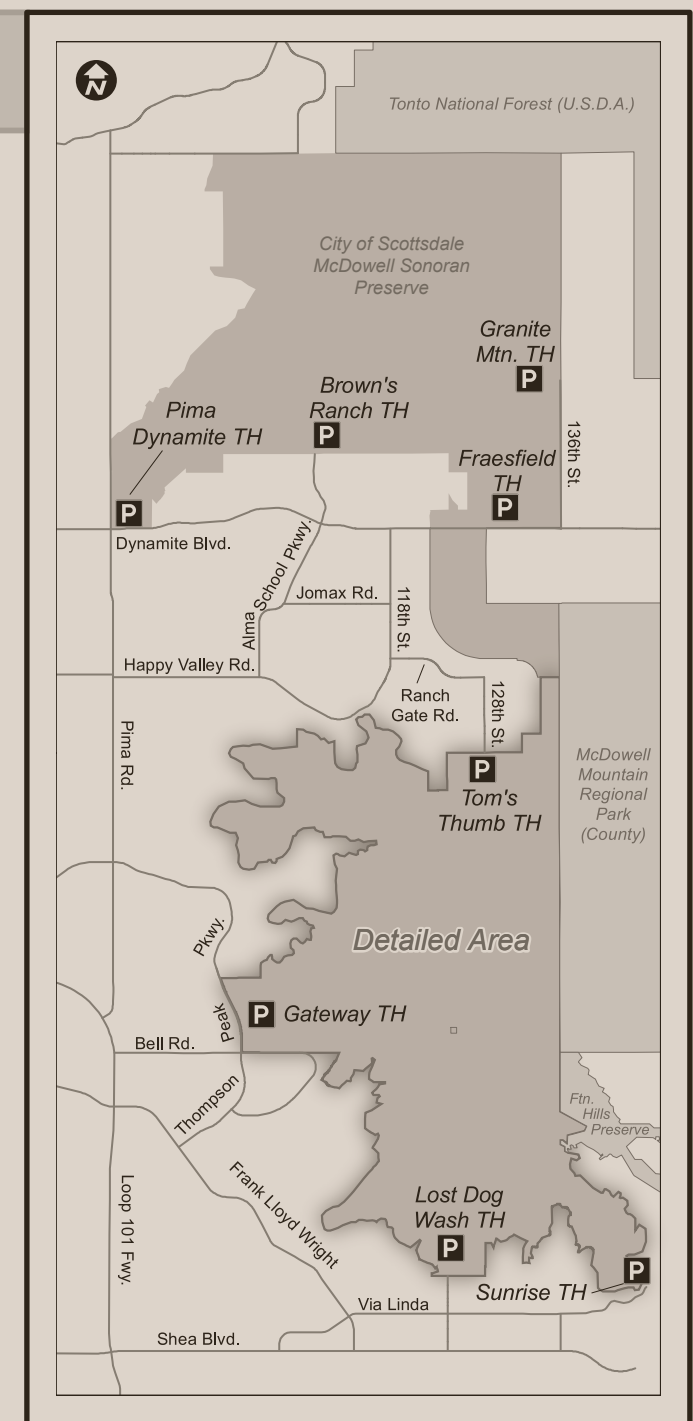 N
Tonto National Forest (U.S.D.A.)
City of Scottsdale
McDowell Sonoran
Preserve
Granite
Mtn. TH
P
Brown's
Ranch TH
P
Pima
Dynamite TH
P
136th St.
Fraesfield
TH
P
Dynamite Blvd.
Alma School Pkwy.
Jomax Rd.
118th St.
Happy Valley Rd.
Ranch
Gate Rd.
128th St.
Pima Rd.
P
Tom's
Thumb TH
McDowell
Mountain
Regional
Park
(County)
Detailed Area
Thompson Peak Pkwy.
P
Gateway TH
Bell Rd.
Ftn.
Hills
Preserve
Loop 101 Fwy.
Frank Lloyd Wright
Lost Dog
Wash TH
P
Sunrise TH
P
Via Linda
Shea Blvd.